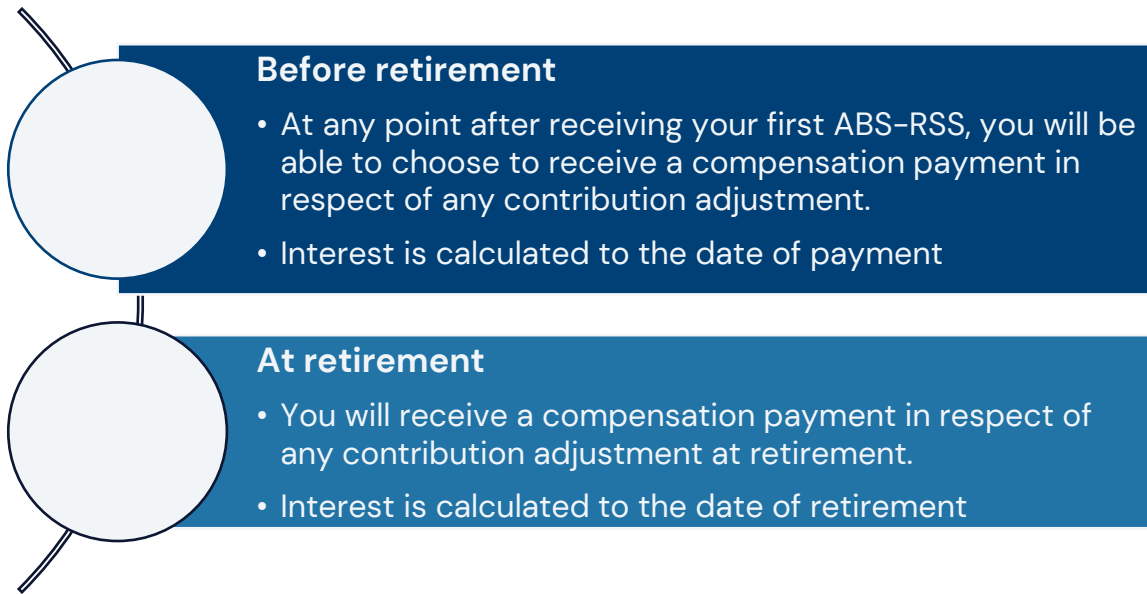 Before retirement
• At any point after receiving your first ABS-RSS, you will be
able to choose to receive a compensation payment in
respect of any contribution adjustment.
• Interest is calculated to the date of payment
At retirement
• You will receive a compensation payment in respect of
any contribution adjustment at retirement.
• Interest is calculated to the date of retirement